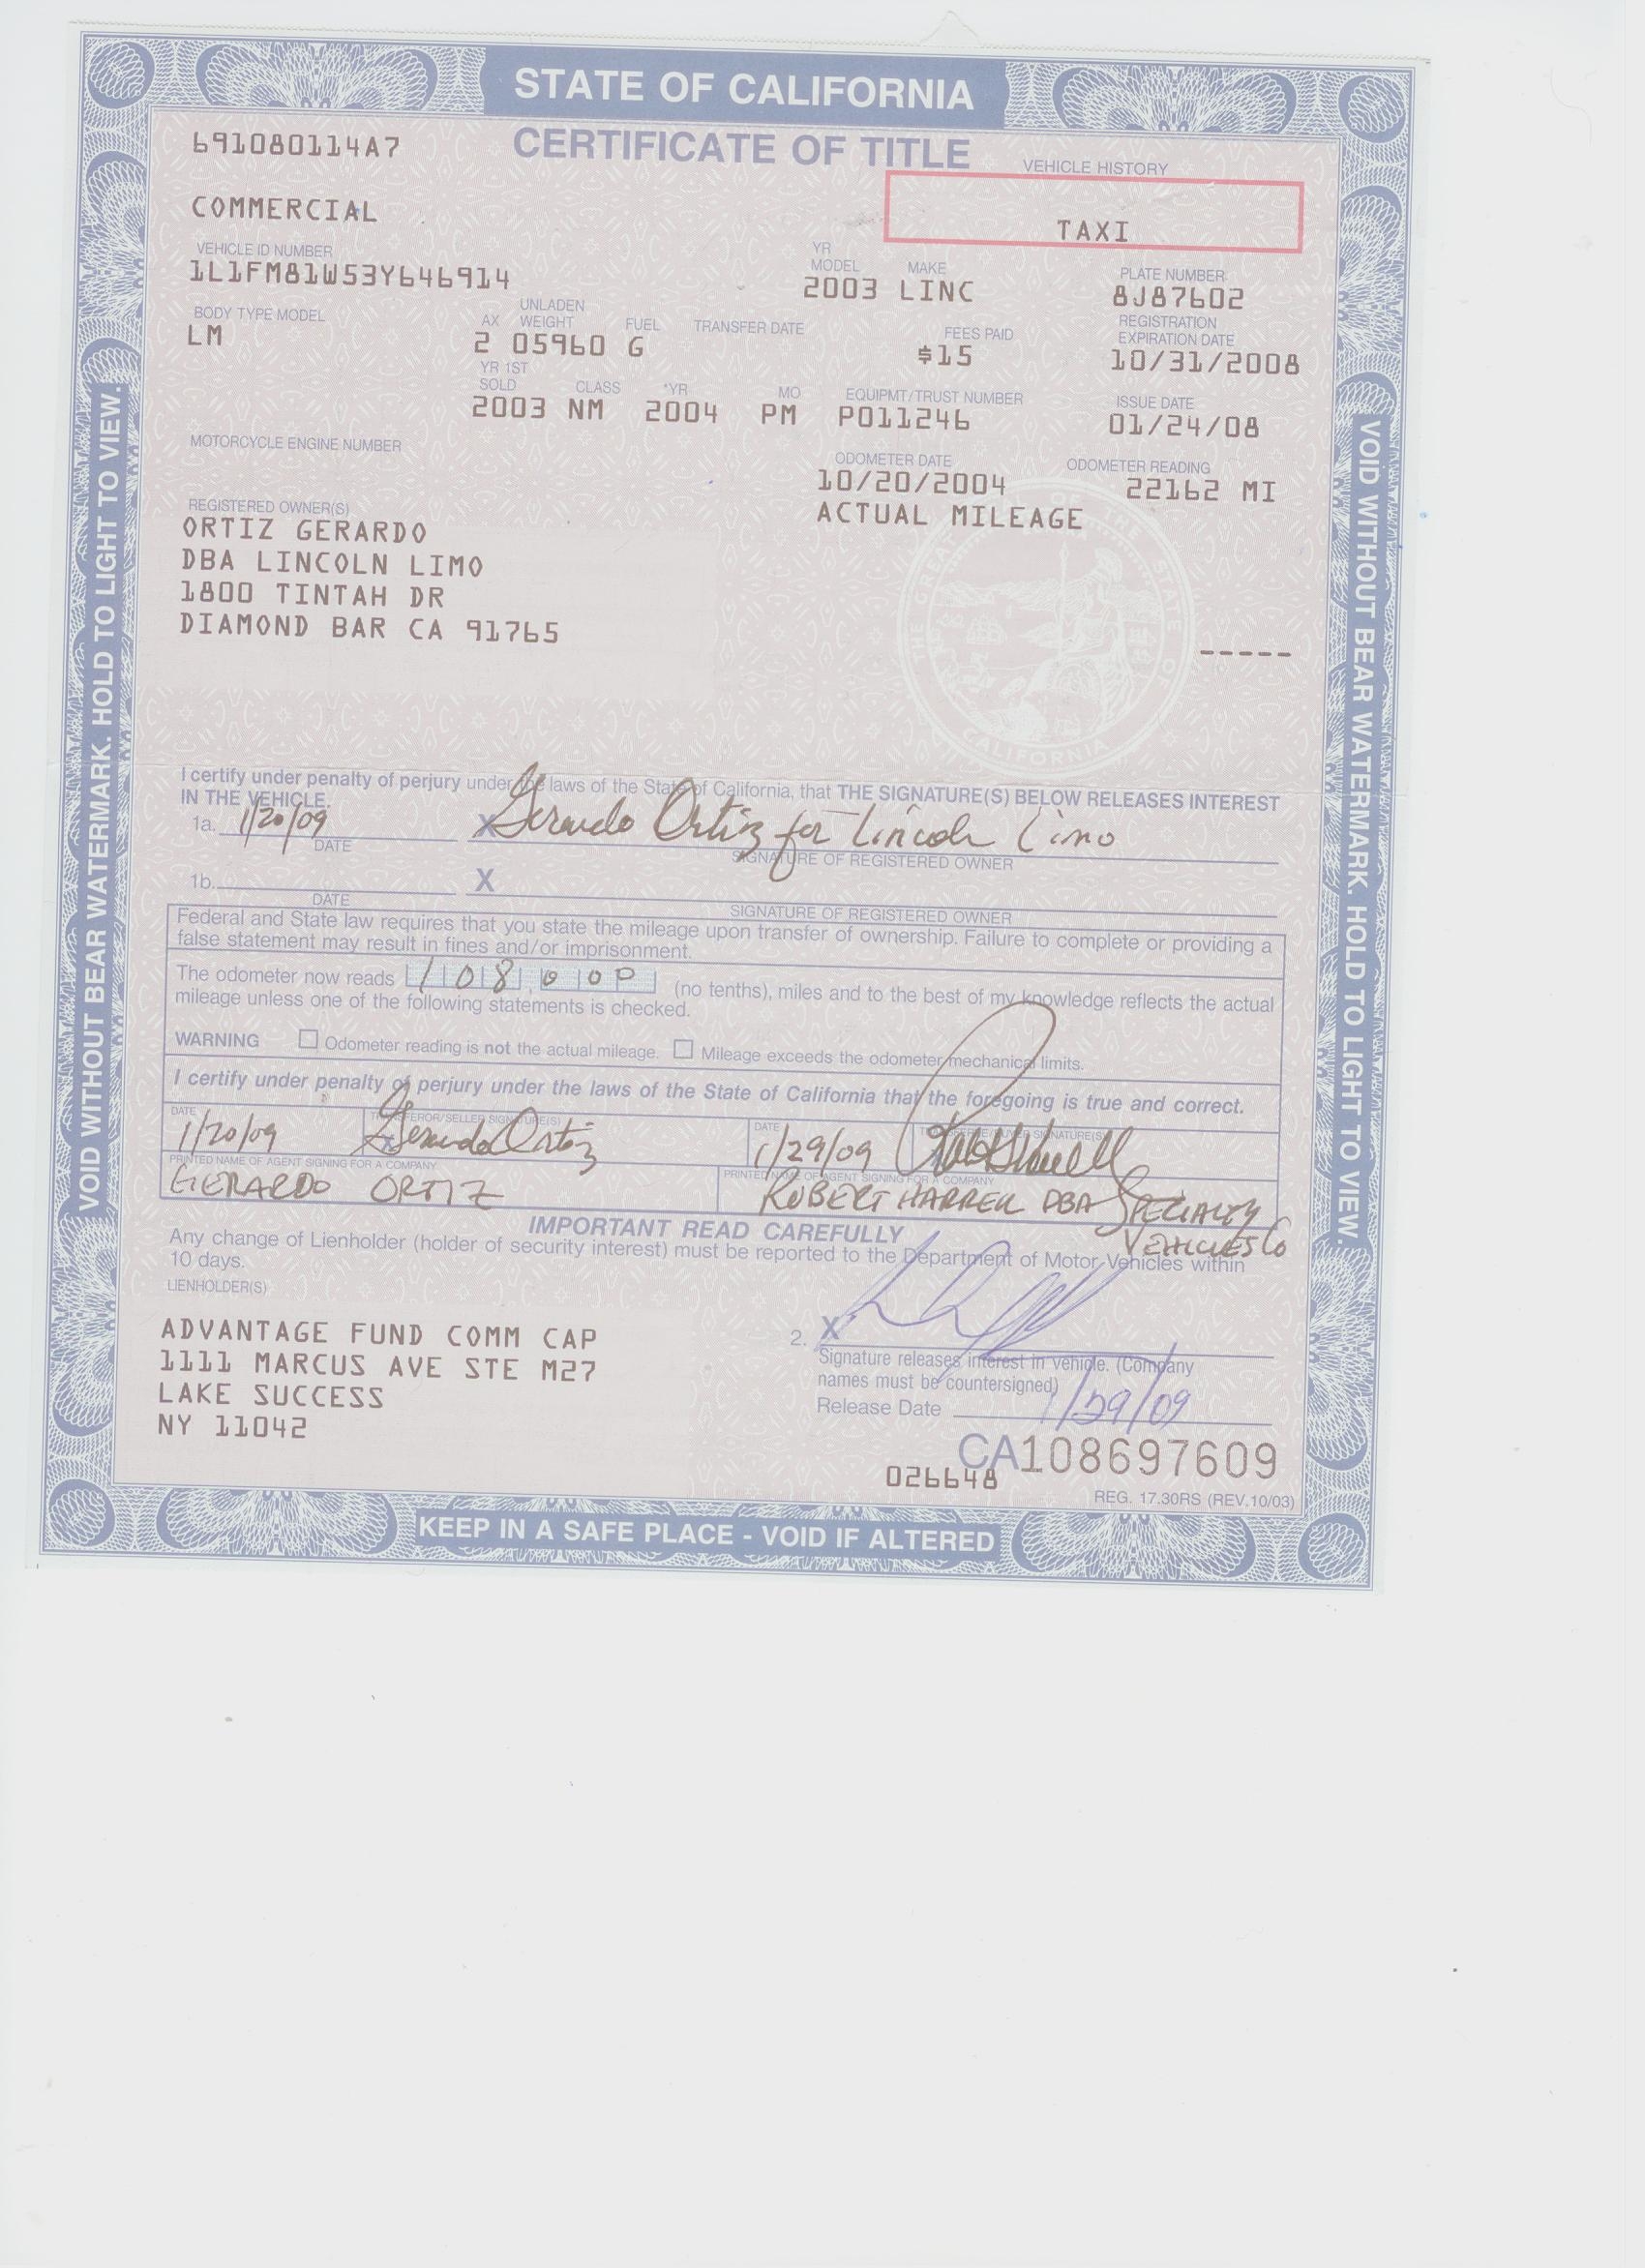 STATE OF CALIFORNIA
CERTIFICATE OF TITLE
691080114A7
VEHICLE HISTORY
COMMERCIAL
TAXI
VEHICLE ID NUMBER
YR MODEL MAKE PLATE NUMBER
1L1FM81W53Y646914 2003 LINC 8J87602
BODY TYPE MODEL AX UNLADEN WEIGHT FUEL TRANSFER DATE FEES PAID REGISTRATION EXPIRATION DATE
LM 2 05960 G $15 10/31/2008
YR 1ST SOLD CLASS *YR MO EQUIPMT/TRUST NUMBER ISSUE DATE
2003 NM 2004 PM P011246 01/24/08
MOTORCYCLE ENGINE NUMBER
ODOMETER DATE ODOMETER READING
10/20/2004 22162 MI
ACTUAL MILEAGE
REGISTERED OWNER(S)
ORTIZ GERARDO
DBA LINCOLN LIMO
1800 TINTAH DR
DIAMOND BAR CA 91765
-----
I certify under penalty of perjury under the laws of the State of California, that THE SIGNATURE(S) BELOW RELEASES INTEREST
IN THE VEHICLE.
1a. 1/20/09 X Gerardo Ortiz for Lincoln Limo
DATE SIGNATURE OF REGISTERED OWNER
1b. X
DATE SIGNATURE OF REGISTERED OWNER
Federal and State law requires that you state the mileage upon transfer of ownership. Failure to complete or providing a
false statement may result in fines and/or imprisonment.
The odometer now reads 108,000 (no tenths), miles and to the best of my knowledge reflects the actual
mileage unless one of the following statements is checked.
WARNING Odometer reading is not the actual mileage. Mileage exceeds the odometer mechanical limits.
I certify under penalty of perjury under the laws of the State of California that the foregoing is true and correct.
DATE TRANSFEROR/SELLER SIGNATURE(S) DATE TRANSFEREE/BUYER SIGNATURE(S)
1/20/09 Gerardo Ortiz 1/29/09
PRINTED NAME OF AGENT SIGNING FOR A COMPANY PRINTED NAME OF AGENT SIGNING FOR A COMPANY
GERARDO ORTIZ ROBERT HARRELL DBA SPECIALTY
VEHICLES Co
IMPORTANT READ CAREFULLY
Any change of Lienholder (holder of security interest) must be reported to the Department of Motor Vehicles within
10 days.
LIENHOLDER(S)
ADVANTAGE FUND COMM CAP
1111 MARCUS AVE STE M27
LAKE SUCCESS
NY 11042
2. X
Signature releases interest in vehicle. (Company
names must be countersigned)
Release Date 1/29/09
CA108697609
026648
REG. 17.30RS (REV.10/03)
KEEP IN A SAFE PLACE - VOID IF ALTERED
VOID WITHOUT BEAR WATERMARK. HOLD TO LIGHT TO VIEW.
VOID WITHOUT BEAR WATERMARK. HOLD TO LIGHT TO VIEW.
THE GREAT SEAL OF THE STATE OF CALIFORNIA